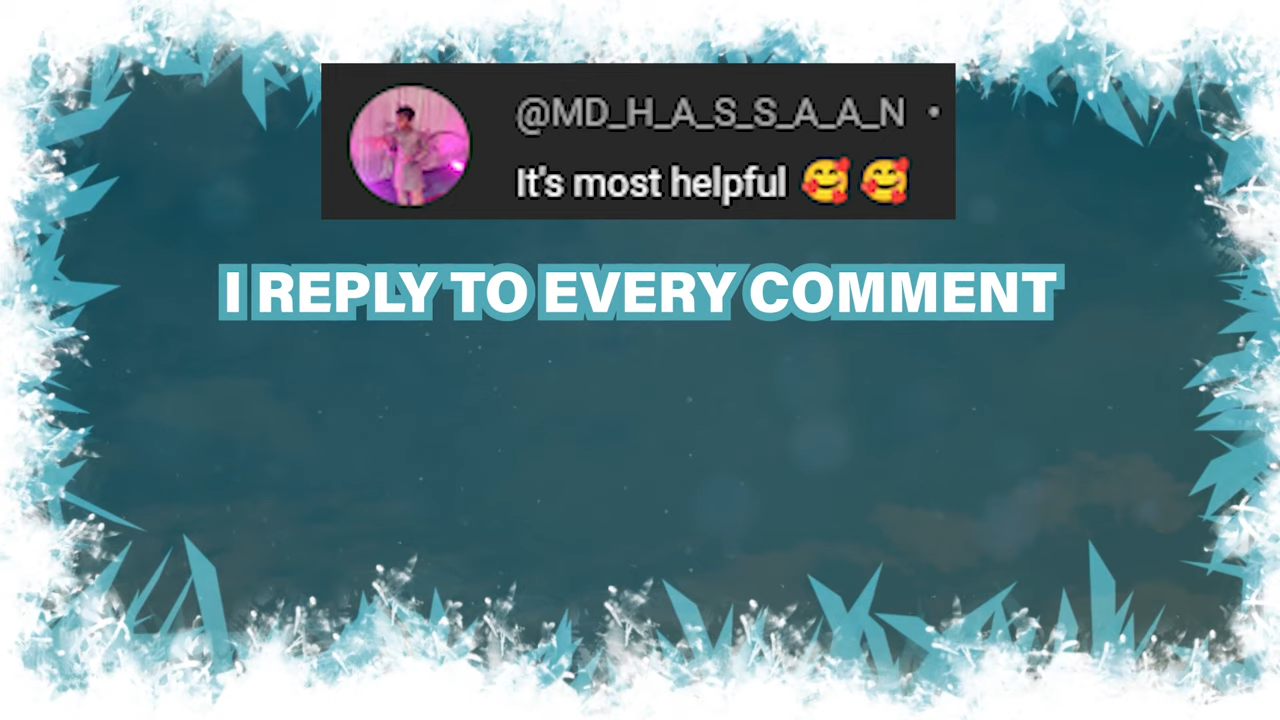 @MD_H_A_S_S_A_A_N •
It's most helpful 🥰 🥰
I REPLY TO EVERY COMMENT